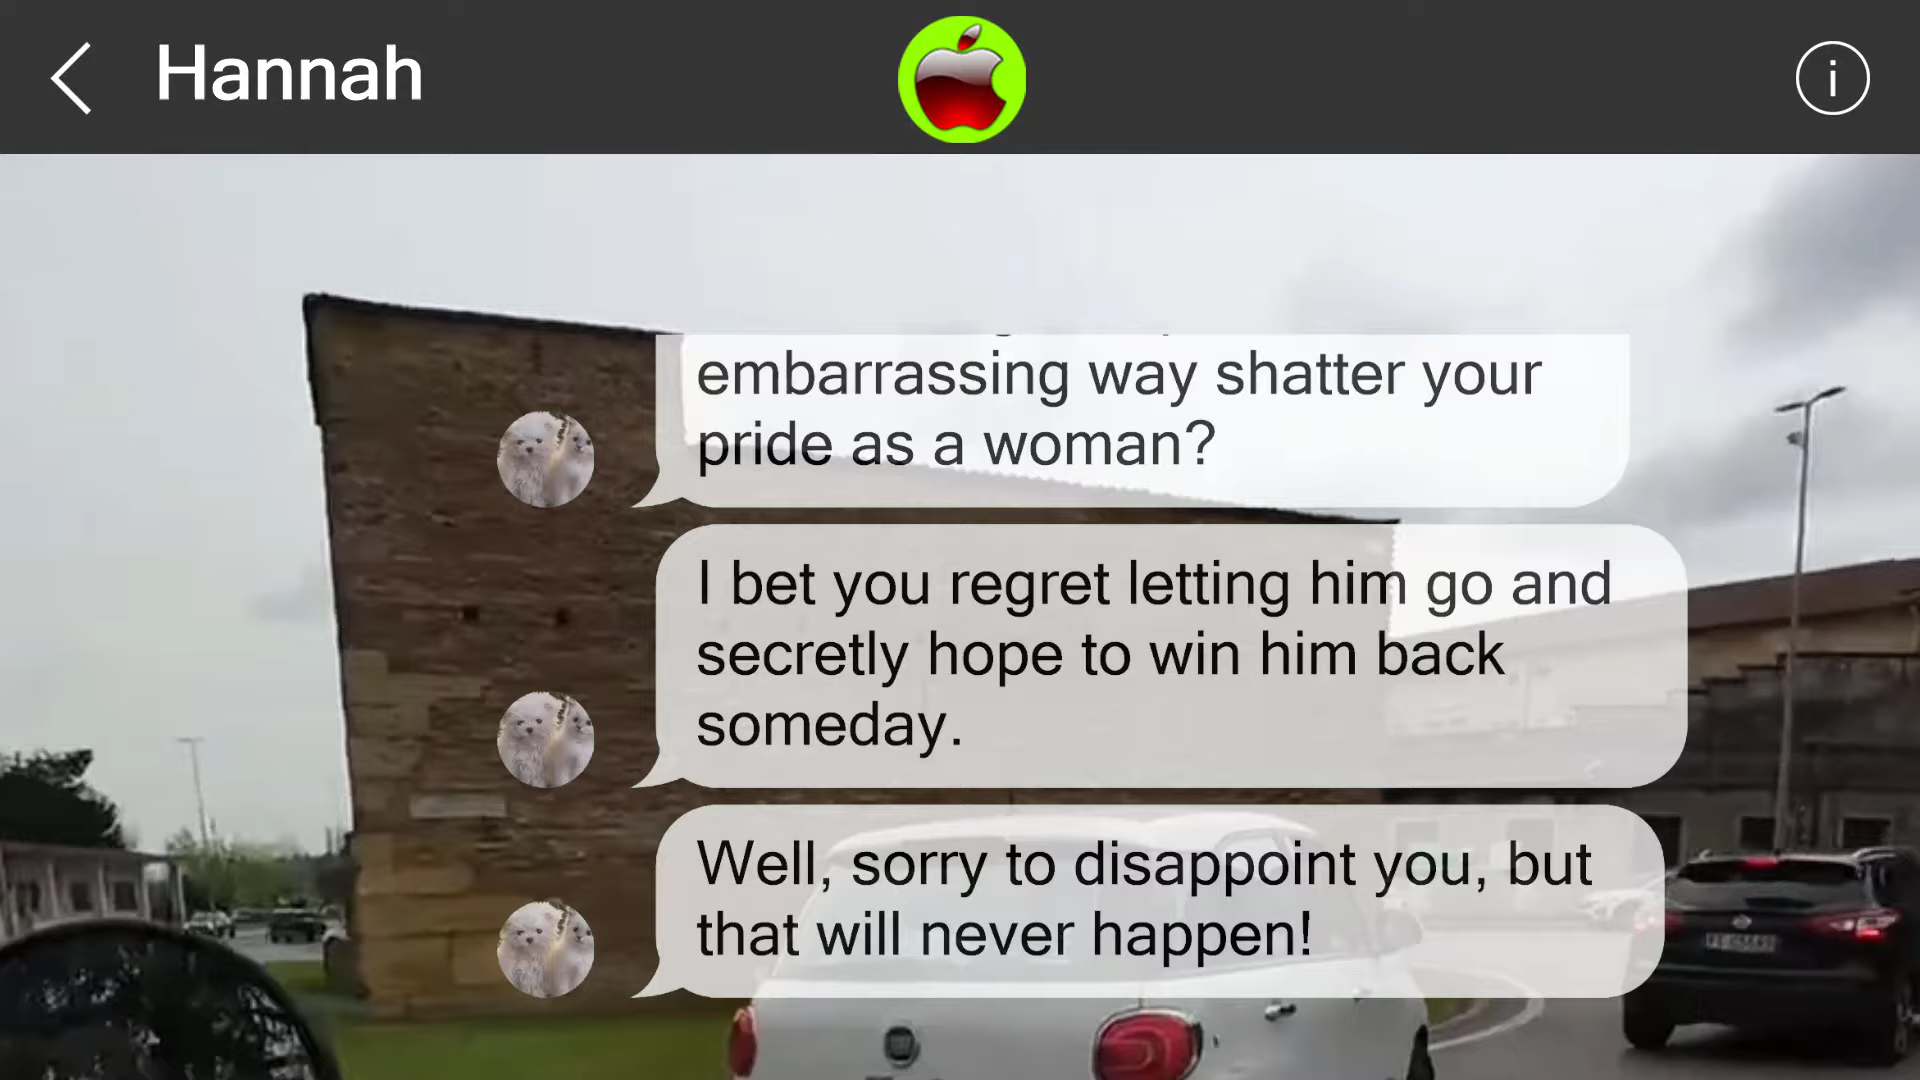 Hannah
i
embarrassing way shatter your
pride as a woman?
I bet you regret letting him go and
secretly hope to win him back
someday.
Well, sorry to disappoint you, but
that will never happen!